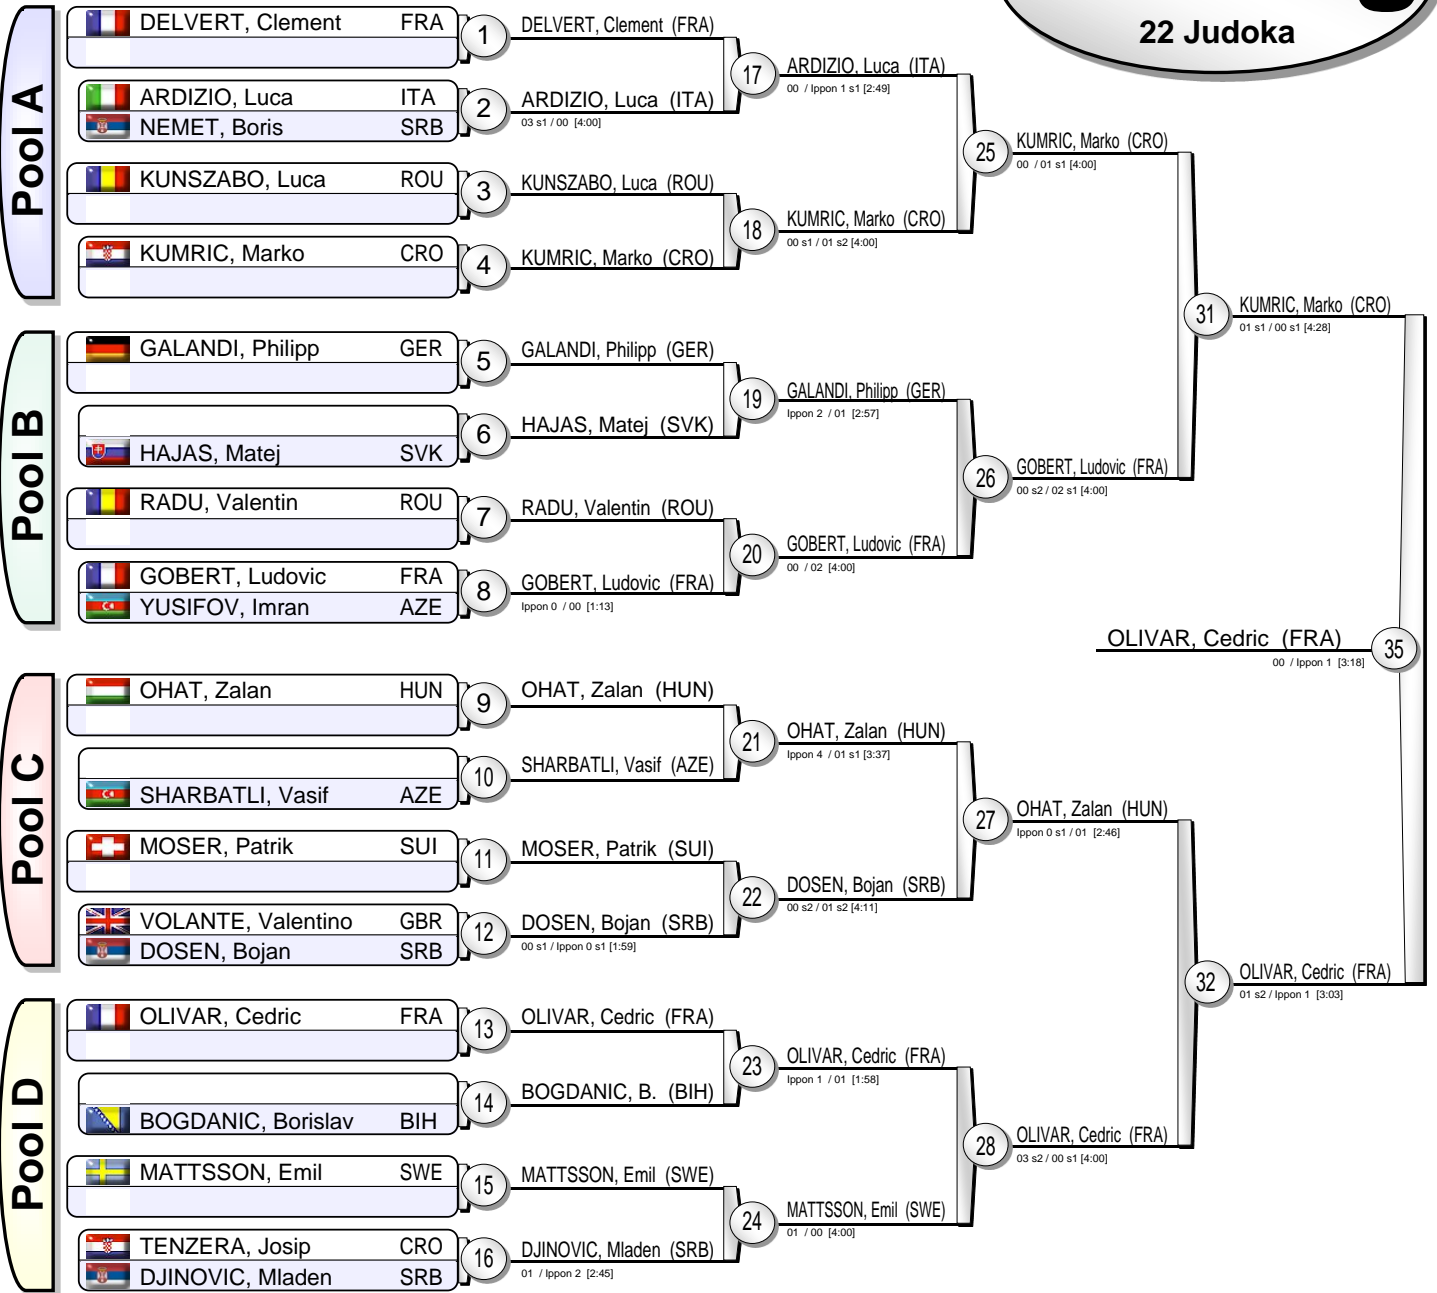 22 Judoka
Pool A
DELVERT, Clement FRA
1
ARDIZIO, Luca ITA
NEMET, Boris SRB
2
KUNSZABO, Luca ROU
3
KUMRIC, Marko CRO
4
DELVERT, Clement (FRA)
ARDIZIO, Luca (ITA)
03 s1 / 00 [4:00]
17
KUNSZABO, Luca (ROU)
KUMRIC, Marko (CRO)
18
ARDIZIO, Luca (ITA)
00 / Ippon 1 s1 [2:49]
KUMRIC, Marko (CRO)
00 s1 / 01 s2 [4:00]
25
KUMRIC, Marko (CRO)
00 / 01 s1 [4:00]
Pool B
GALANDI, Philipp GER
5
HAJAS, Matej SVK
6
RADU, Valentin ROU
7
GOBERT, Ludovic FRA
YUSIFOV, Imran AZE
8
GALANDI, Philipp (GER)
HAJAS, Matej (SVK)
19
RADU, Valentin (ROU)
GOBERT, Ludovic (FRA)
Ippon 0 / 00 [1:13]
20
GALANDI, Philipp (GER)
Ippon 2 / 01 [2:57]
GOBERT, Ludovic (FRA)
00 / 02 [4:00]
26
GOBERT, Ludovic (FRA)
00 s2 / 02 s1 [4:00]
31
KUMRIC, Marko (CRO)
01 s1 / 00 s1 [4:28]
Pool C
OHAT, Zalan HUN
9
SHARBATLI, Vasif AZE
10
MOSER, Patrik SUI
11
VOLANTE, Valentino GBR
DOSEN, Bojan SRB
12
OHAT, Zalan (HUN)
SHARBATLI, Vasif (AZE)
21
MOSER, Patrik (SUI)
DOSEN, Bojan (SRB)
00 s1 / Ippon 0 s1 [1:59]
22
OHAT, Zalan (HUN)
Ippon 4 / 01 s1 [3:37]
DOSEN, Bojan (SRB)
00 s2 / 01 s2 [4:11]
27
OHAT, Zalan (HUN)
Ippon 0 s1 / 01 [2:46]
Pool D
OLIVAR, Cedric FRA
13
BOGDANIC, Borislav BIH
14
MATTSSON, Emil SWE
15
TENZERA, Josip CRO
DJINOVIC, Mladen SRB
16
OLIVAR, Cedric (FRA)
BOGDANIC, B. (BIH)
23
MATTSSON, Emil (SWE)
DJINOVIC, Mladen (SRB)
01 / Ippon 2 [2:45]
24
OLIVAR, Cedric (FRA)
Ippon 1 / 01 [1:58]
MATTSSON, Emil (SWE)
01 / 00 [4:00]
28
OLIVAR, Cedric (FRA)
03 s2 / 00 s1 [4:00]
32
OLIVAR, Cedric (FRA)
01 s2 / Ippon 1 [3:03]
OLIVAR, Cedric (FRA)
00 / Ippon 1 [3:18]
35